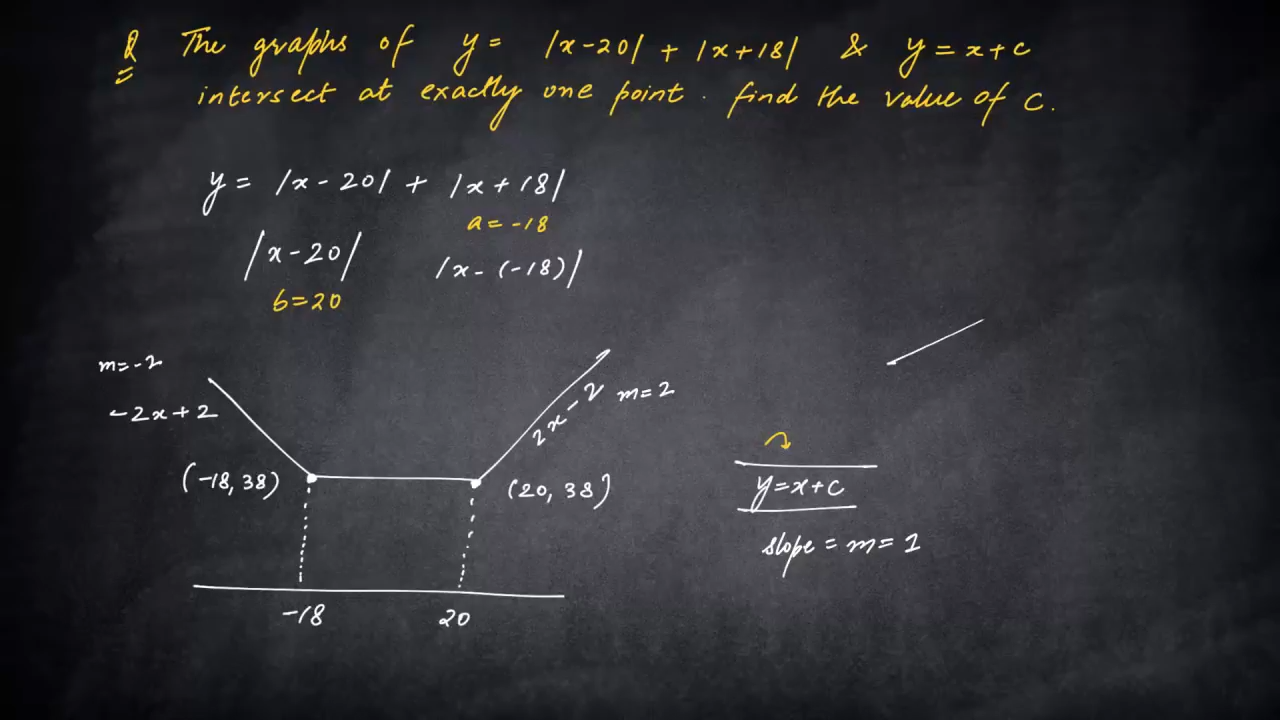 Q The graphs of y = |x-20| + |x+18| & y = x+c
intersect at exactly one point. find the value of c.
y = |x-20| + |x+18|
a = -18
|x-20| |x-(-18)|
b=20
m=-2
-2x+2
2x-2 m=2
(-18, 38) (20, 38)
y=x+c
slope = m= 1
-18 20